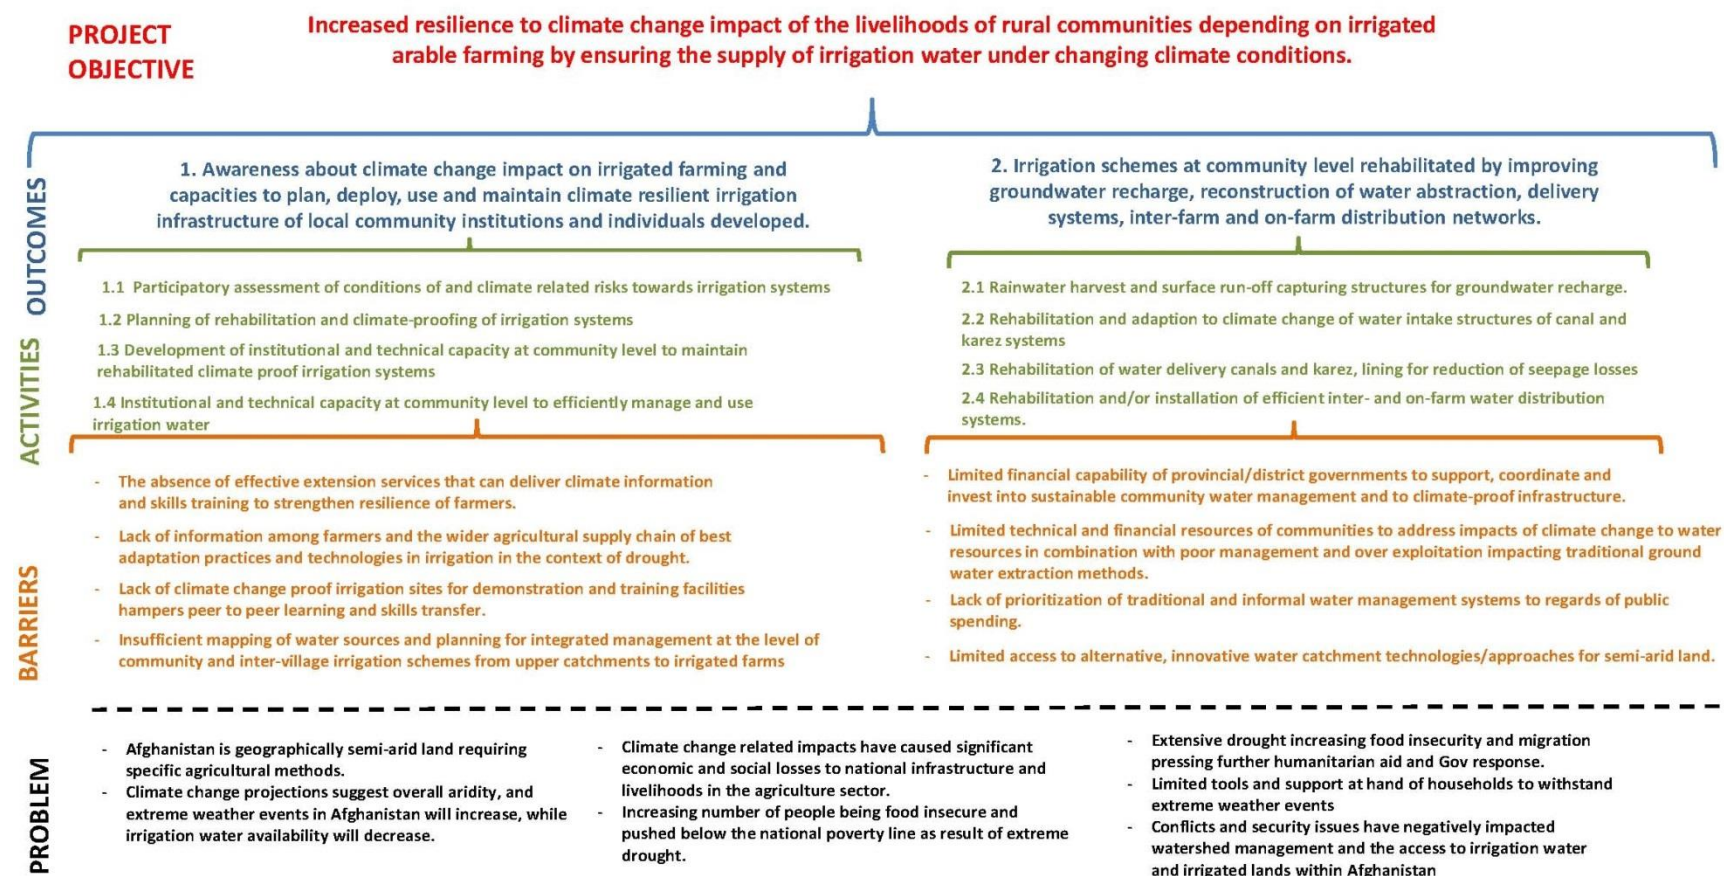 PROJECT
OBJECTIVE
Increased resilience to climate change impact of the livelihoods of rural communities depending on irrigated
arable farming by ensuring the supply of irrigation water under changing climate conditions.
OUTCOMES
1. Awareness about climate change impact on irrigated farming and
capacities to plan, deploy, use and maintain climate resilient irrigation
infrastructure of local community institutions and individuals developed.
2. Irrigation schemes at community level rehabilitated by improving
groundwater recharge, reconstruction of water abstraction, delivery
systems, inter-farm and on-farm distribution networks.
ACTIVITIES
1.1 Participatory assessment of conditions of and climate related risks towards irrigation systems
1.2 Planning of rehabilitation and climate-proofing of irrigation systems
1.3 Development of institutional and technical capacity at community level to maintain
rehabilitated climate proof irrigation systems
1.4 Institutional and technical capacity at community level to efficiently manage and use
irrigation water
2.1 Rainwater harvest and surface run-off capturing structures for groundwater recharge.
2.2 Rehabilitation and adaption to climate change of water intake structures of canal and
karez systems
2.3 Rehabilitation of water delivery canals and karez, lining for reduction of seepage losses
2.4 Rehabilitation and/or installation of efficient inter- and on-farm water distribution
systems.
BARRIERS
- The absence of effective extension services that can deliver climate information
and skills training to strengthen resilience of farmers.
- Lack of information among farmers and the wider agricultural supply chain of best
adaptation practices and technologies in irrigation in the context of drought.
- Lack of climate change proof irrigation sites for demonstration and training facilities
hampers peer to peer learning and skills transfer.
- Insufficient mapping of water sources and planning for integrated management at the level of
community and inter-village irrigation schemes from upper catchments to irrigated farms
- Limited financial capability of provincial/district governments to support, coordinate and
invest into sustainable community water management and to climate-proof infrastructure.
- Limited technical and financial resources of communities to address impacts of climate change to water
resources in combination with poor management and over exploitation impacting traditional ground
water extraction methods.
- Lack of prioritization of traditional and informal water management systems to regards of public
spending.
- Limited access to alternative, innovative water catchment technologies/approaches for semi-arid land.
PROBLEM
- Afghanistan is geographically semi-arid land requiring
specific agricultural methods.
- Climate change projections suggest overall aridity, and
extreme weather events in Afghanistan will increase, while
irrigation water availability will decrease.
- Climate change related impacts have caused significant
economic and social losses to national infrastructure and
livelihoods in the agriculture sector.
- Increasing number of people being food insecure and
pushed below the national poverty line as result of extreme
drought.
- Extensive drought increasing food insecurity and migration
pressing further humanitarian aid and Gov response.
- Limited tools and support at hand of households to withstand
extreme weather events
- Conflicts and security issues have negatively impacted
watershed management and the access to irrigation water
and irrigated lands within Afghanistan